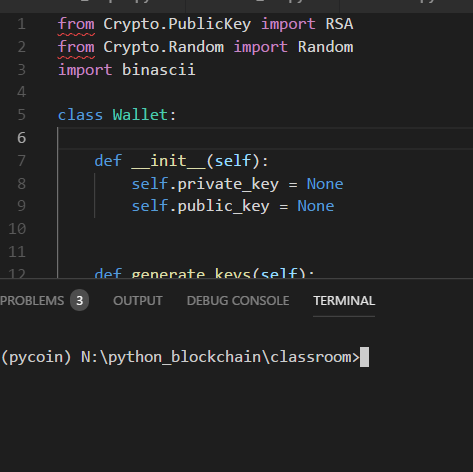 1 from Crypto.PublicKey import RSA
2 from Crypto.Random import Random
3 import binascii
4
5 class Wallet:
6
7 def __init__(self):
8 self.private_key = None
9 self.public_key = None
10
11
12 def generate_keys(self):
PROBLEMS 3 OUTPUT DEBUG CONSOLE TERMINAL
(pycoin) N:\python_blockchain\classroom>